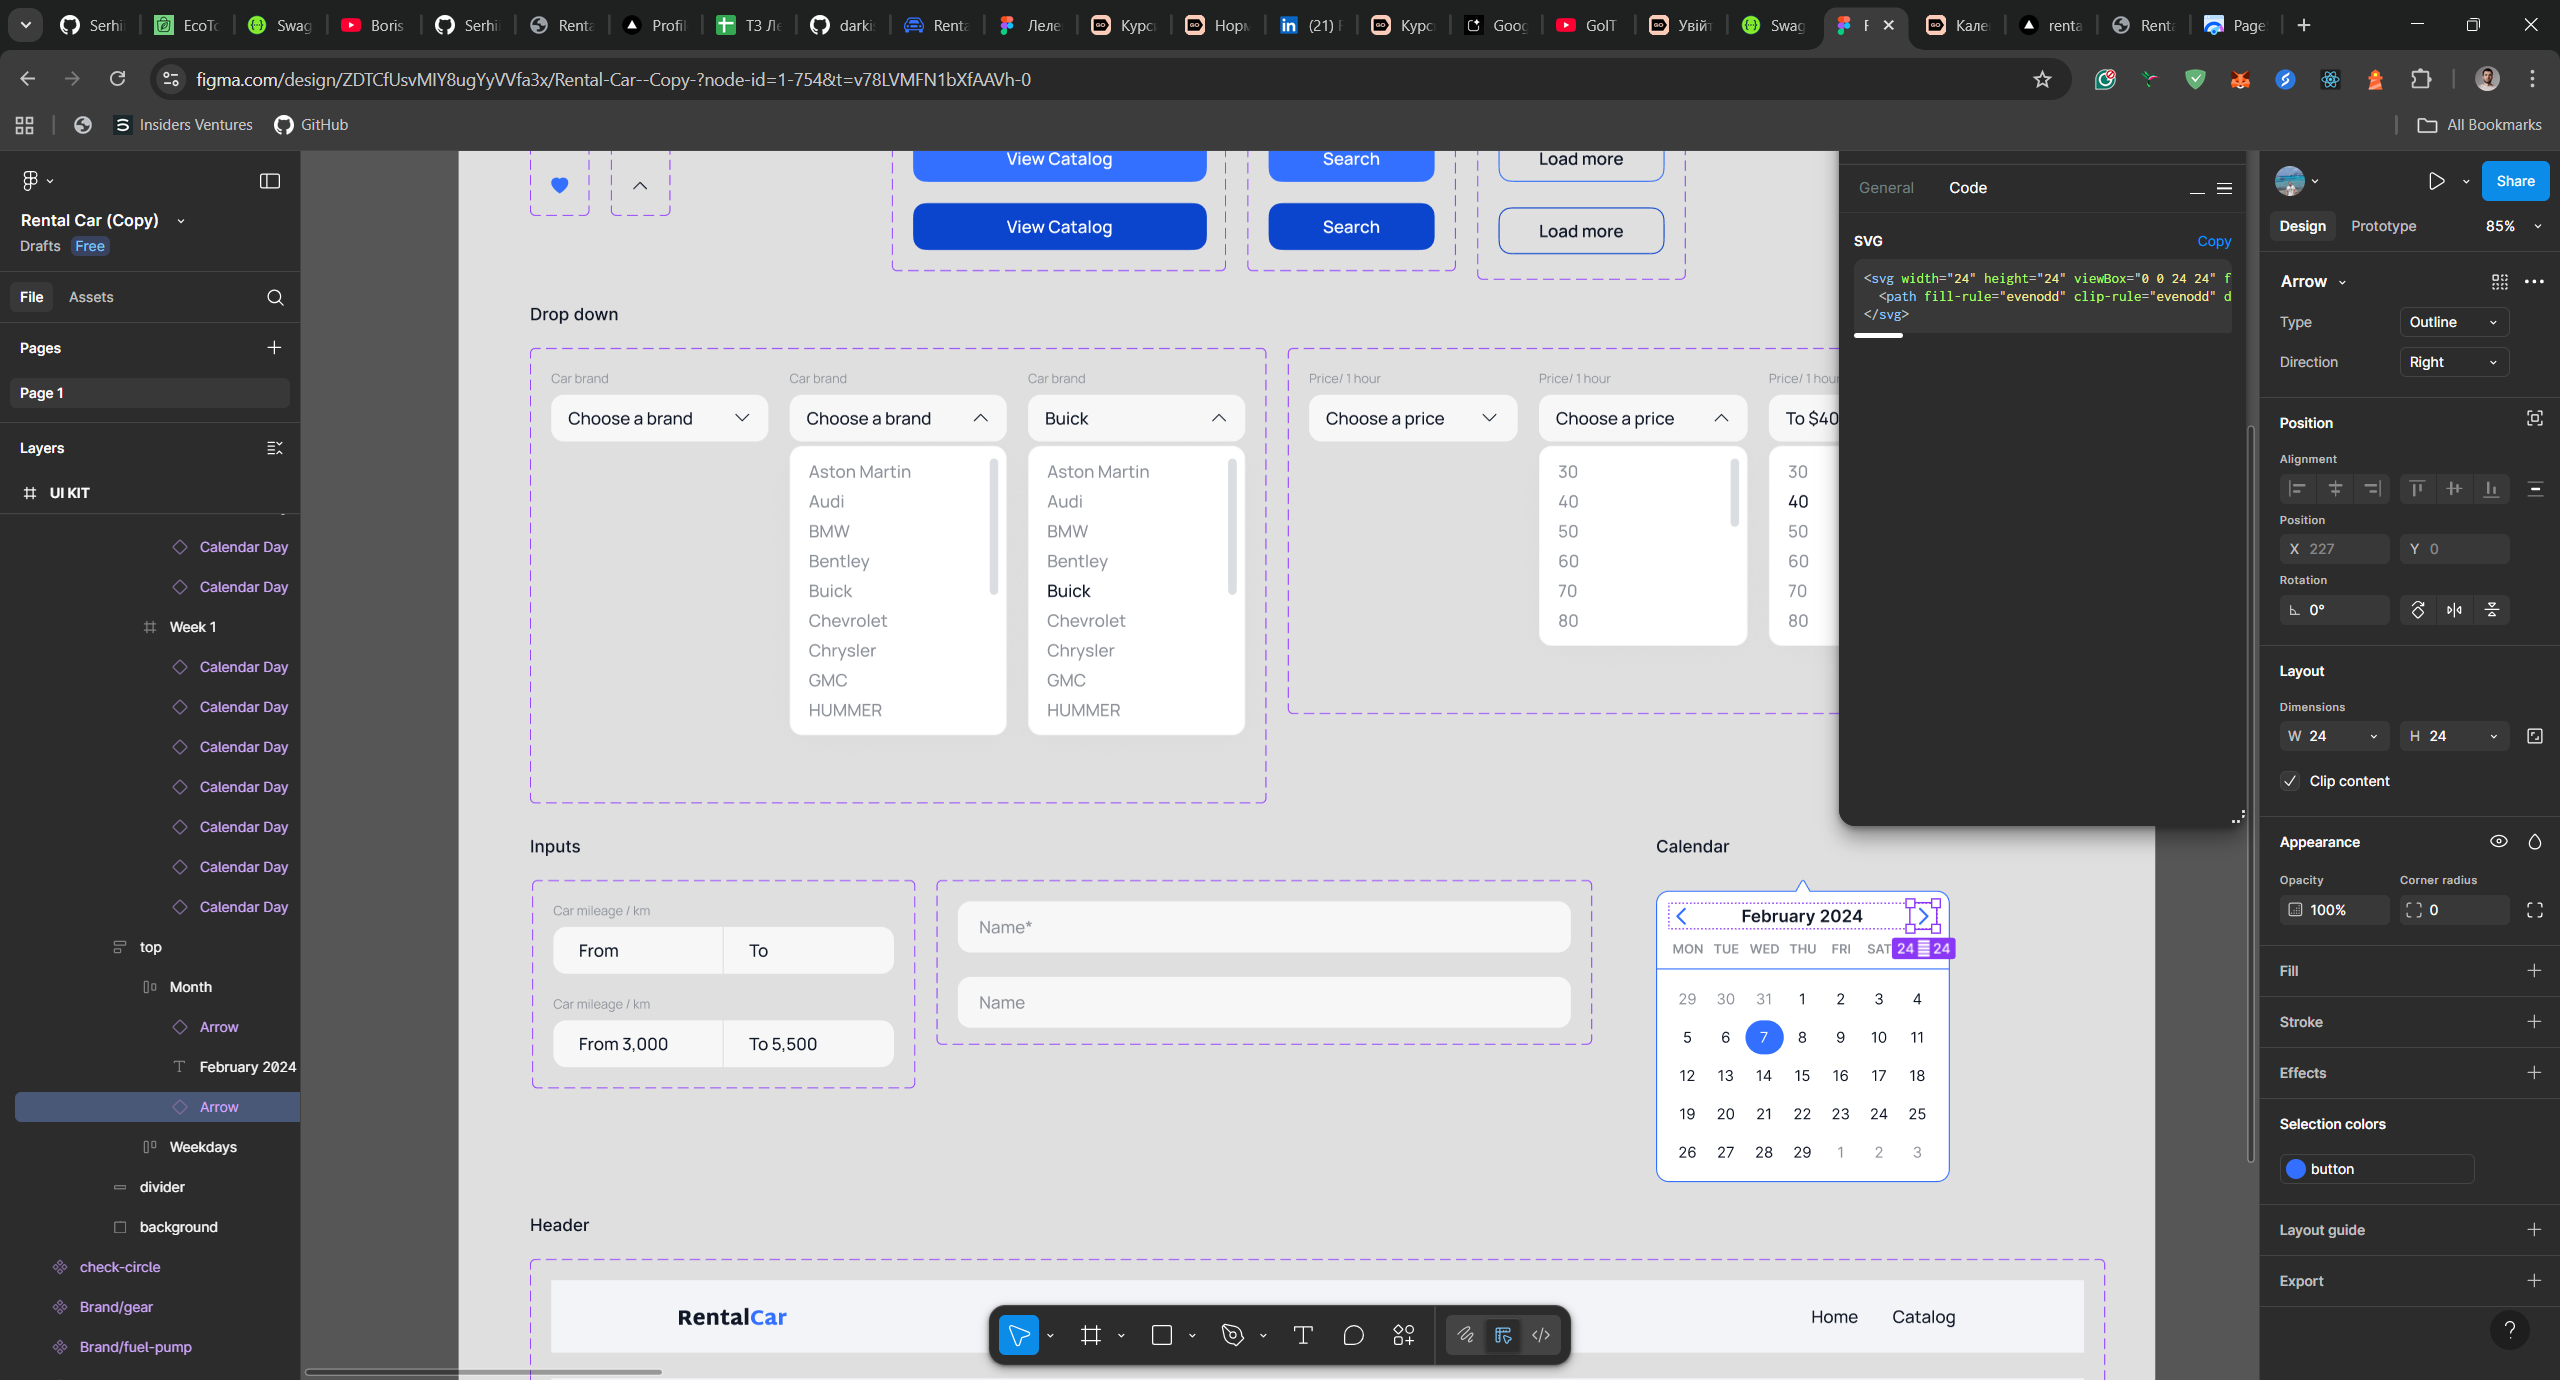 Serhi
EcoTo
Swag
Boris
Serhi
Renta
Profil
ТЗ Ле
darkis
Renta
Леле
Курс
Норм
(21) F
Курс
Goog
GoIT
Увій
Swag
F
Кале
renta
Renta
Page
figma.com/design/ZDTCfUsvMIY8ugYyVVfa3x/Rental-Car--Copy-?node-id=1-754&t=v78LVMFN1bXfAAVh-0
Insiders Ventures
GitHub
All Bookmarks
Rental Car (Copy)
Drafts Free
File Assets
Pages
Page 1
Layers
UI KIT
Calendar Day
Calendar Day
Week 1
Calendar Day
Calendar Day
Calendar Day
Calendar Day
Calendar Day
Calendar Day
Calendar Day
top
Month
Arrow
February 2024
Arrow
Weekdays
divider
background
check-circle
Brand/gear
Brand/fuel-pump
View Catalog Search Load more
View Catalog Search Load more
Drop down
Car brand Car brand Car brand
Choose a brand Choose a brand Buick
Aston Martin Aston Martin
Audi Audi
BMW BMW
Bentley Bentley
Buick Buick
Chevrolet Chevrolet
Chrysler Chrysler
GMC GMC
HUMMER HUMMER
Price/ 1 hour Price/ 1 hour Price/ 1 hour
Choose a price Choose a price To $40
30 30
40 40
50 50
60 60
70 70
80 80
Inputs
Car mileage / km
From To
Car mileage / km
From 3,000 To 5,500
Name*
Name
Calendar
February 2024
MON TUE WED THU FRI SAT
24 24
29 30 31 1 2 3 4
5 6 7 8 9 10 11
12 13 14 15 16 17 18
19 20 21 22 23 24 25
26 27 28 29 1 2 3
Header
RentalCar
Home Catalog
General Code
SVG Copy
<svg width="24" height="24" viewBox="0 0 24 24" f
<path fill-rule="evenodd" clip-rule="evenodd" d
</svg>
Share
Design Prototype 85%
Arrow
Type Outline
Direction Right
Position
Alignment
Position
X 227 Y 0
Rotation
0°
Layout
Dimensions
W 24 H 24
Clip content
Appearance
Opacity Corner radius
100% 0
Fill
Stroke
Effects
Selection colors
button
Layout guide
Export
?